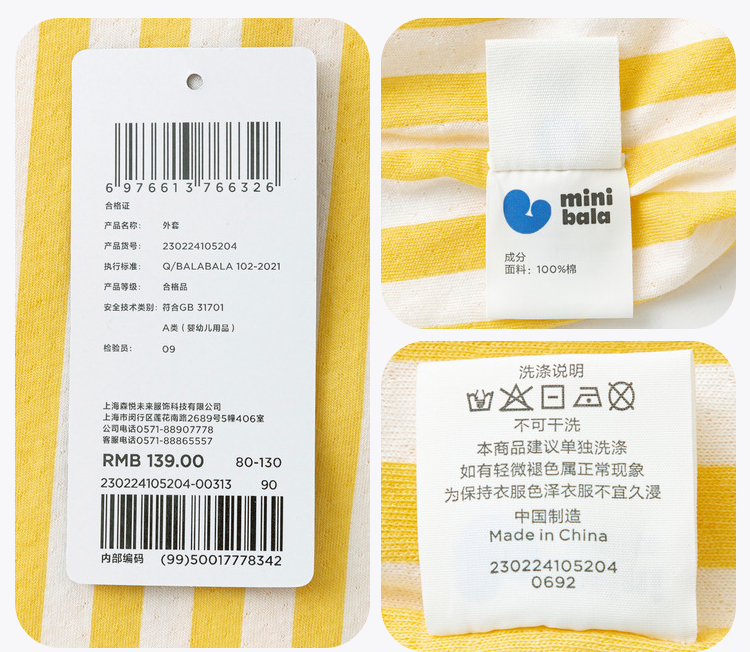 6 976613 766326
合格证
产品名称: 外套
产品货号: 230224105204
执行标准: Q/BALABALA 102-2021
产品等级: 合格品
安全技术类别: 符合GB 31701
A类(婴幼儿用品)
检验员: 09
上海森悦未来服饰科技有限公司
上海市闵行区莲花南路2689号5幢406室
公司电话0571-88907778
客服电话0571-88865557
RMB 139.00 80-130
230224105204-00313 90
内部编码 (99)50017778342
mini
bala
成分
面料: 100%棉
洗涤说明
不可干洗
本商品建议单独洗涤
如有轻微褪色属正常现象
为保持衣服色泽衣服不宜久浸
中国制造
Made in China
230224105204
0692